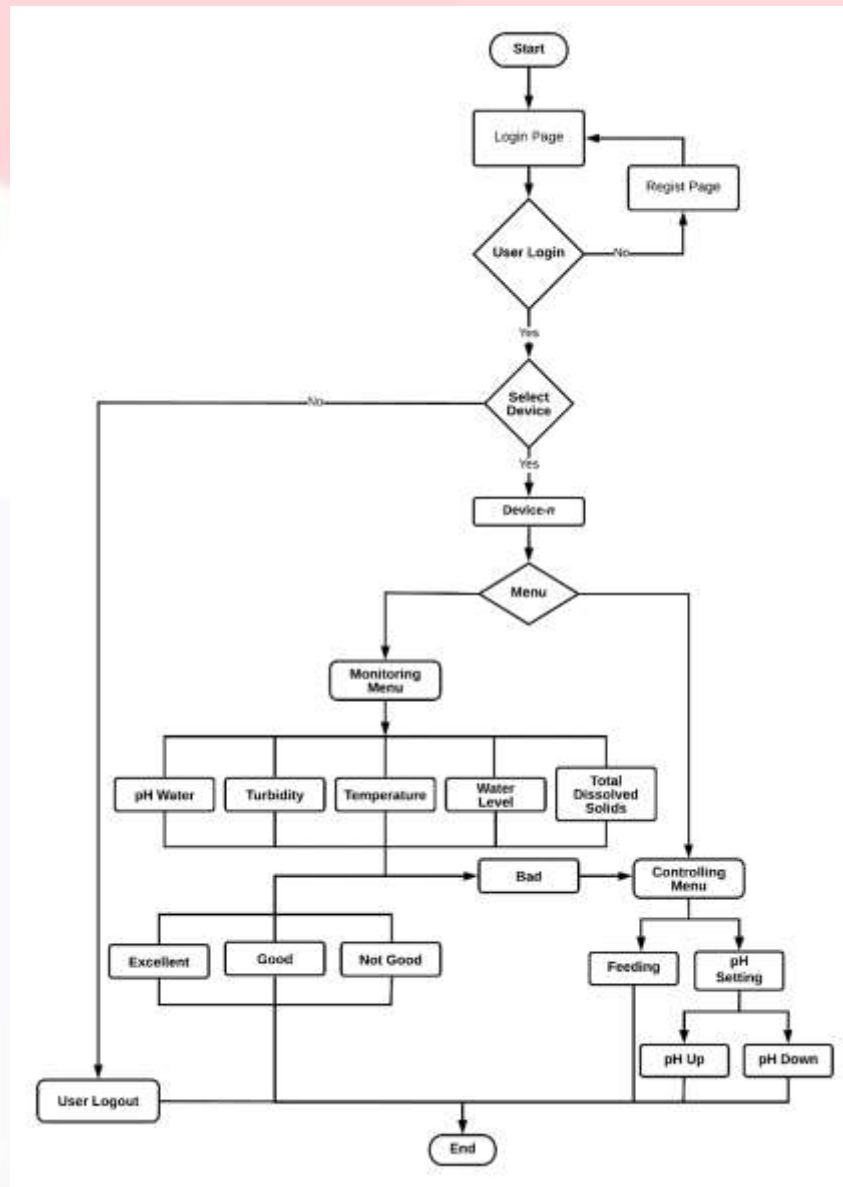 Start
Login Page
Regist Page
User Login
No
Yes
No
Select
Device
Yes
Device-n
Menu
Monitoring
Menu
pH Water
Turbidity
Temperature
Water
Level
Total
Dissolved
Solids
Bad
Controlling
Menu
Excellent
Good
Not Good
Feeding
pH
Setting
pH Up
pH Down
User Logout
End